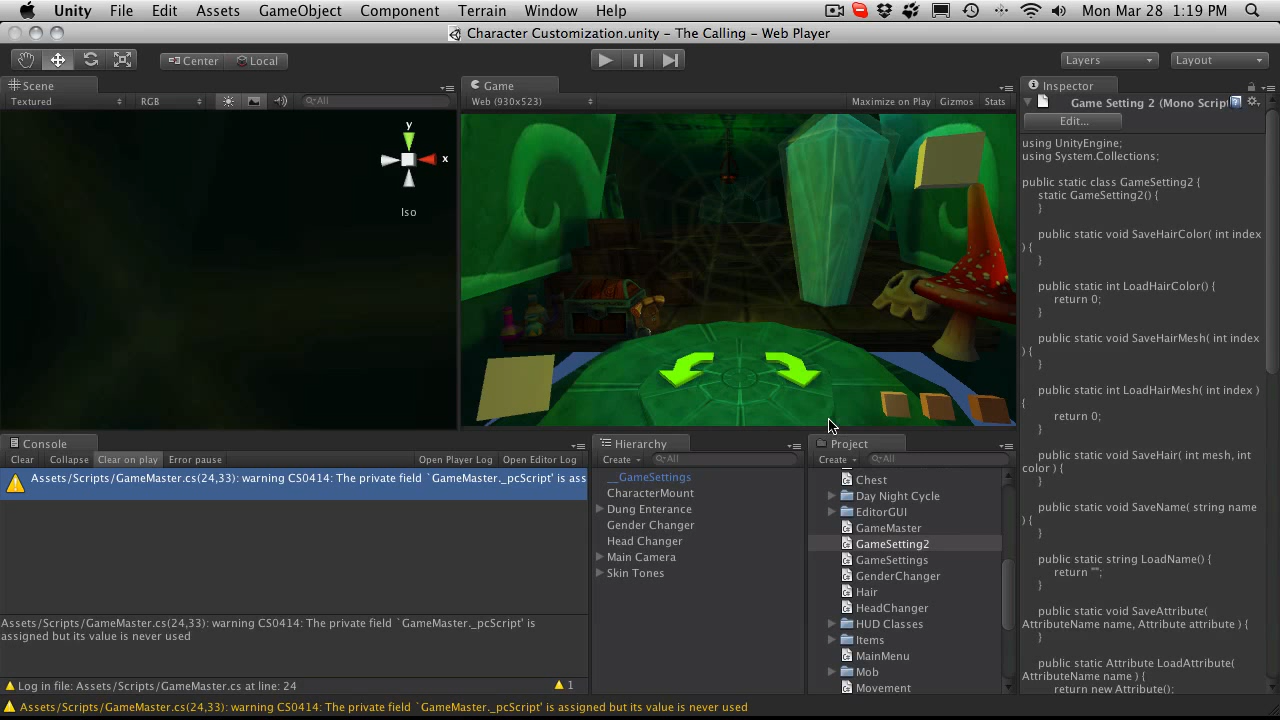 Unity File Edit Assets GameObject Component Terrain Window Help Mon Mar 28 1:19 PM
Character Customization.unity – The Calling – Web Player
Center Local Layers Layout
Scene
Textured RGB All
y
x
Iso
Game
Web (930x523) Maximize on Play Gizmos Stats
Inspector
Game Setting 2 (Mono Script
Edit...
using UnityEngine;
using System.Collections;
public static class GameSetting2 {
static GameSetting2() {
}
public static void SaveHairColor( int index
) {
}
public static int LoadHairColor() {
return 0;
}
public static void SaveHairMesh( int index
) {
}
public static int LoadHairMesh( int index )
{
return 0;
}
public static void SaveHair( int mesh, int
color ) {
}
public static void SaveName( string name
) {
}
public static string LoadName() {
return "";
}
public static void SaveAttribute(
AttributeName name, Attribute attribute ) {
}
public static Attribute LoadAttribute(
AttributeName name ) {
return new Attribute();
Console
Clear Collapse Clear on play Error pause Open Player Log Open Editor Log
Assets/Scripts/GameMaster.cs(24,33): warning CS0414: The private field `GameMaster._pcScript' is ass
Assets/Scripts/GameMaster.cs(24,33): warning CS0414: The private field `GameMaster._pcScript' is
assigned but its value is never used
Log in file: Assets/Scripts/GameMaster.cs at line: 24 1
Hierarchy
Create All
__GameSettings
CharacterMount
Dung Enterance
Gender Changer
Head Changer
Main Camera
Skin Tones
Project
Create All
Chest
Day Night Cycle
EditorGUI
GameMaster
GameSetting2
GameSettings
GenderChanger
Hair
HeadChanger
HUD Classes
Items
MainMenu
Mob
Movement
Assets/Scripts/GameMaster.cs(24,33): warning CS0414: The private field `GameMaster._pcScript' is assigned but its value is never used